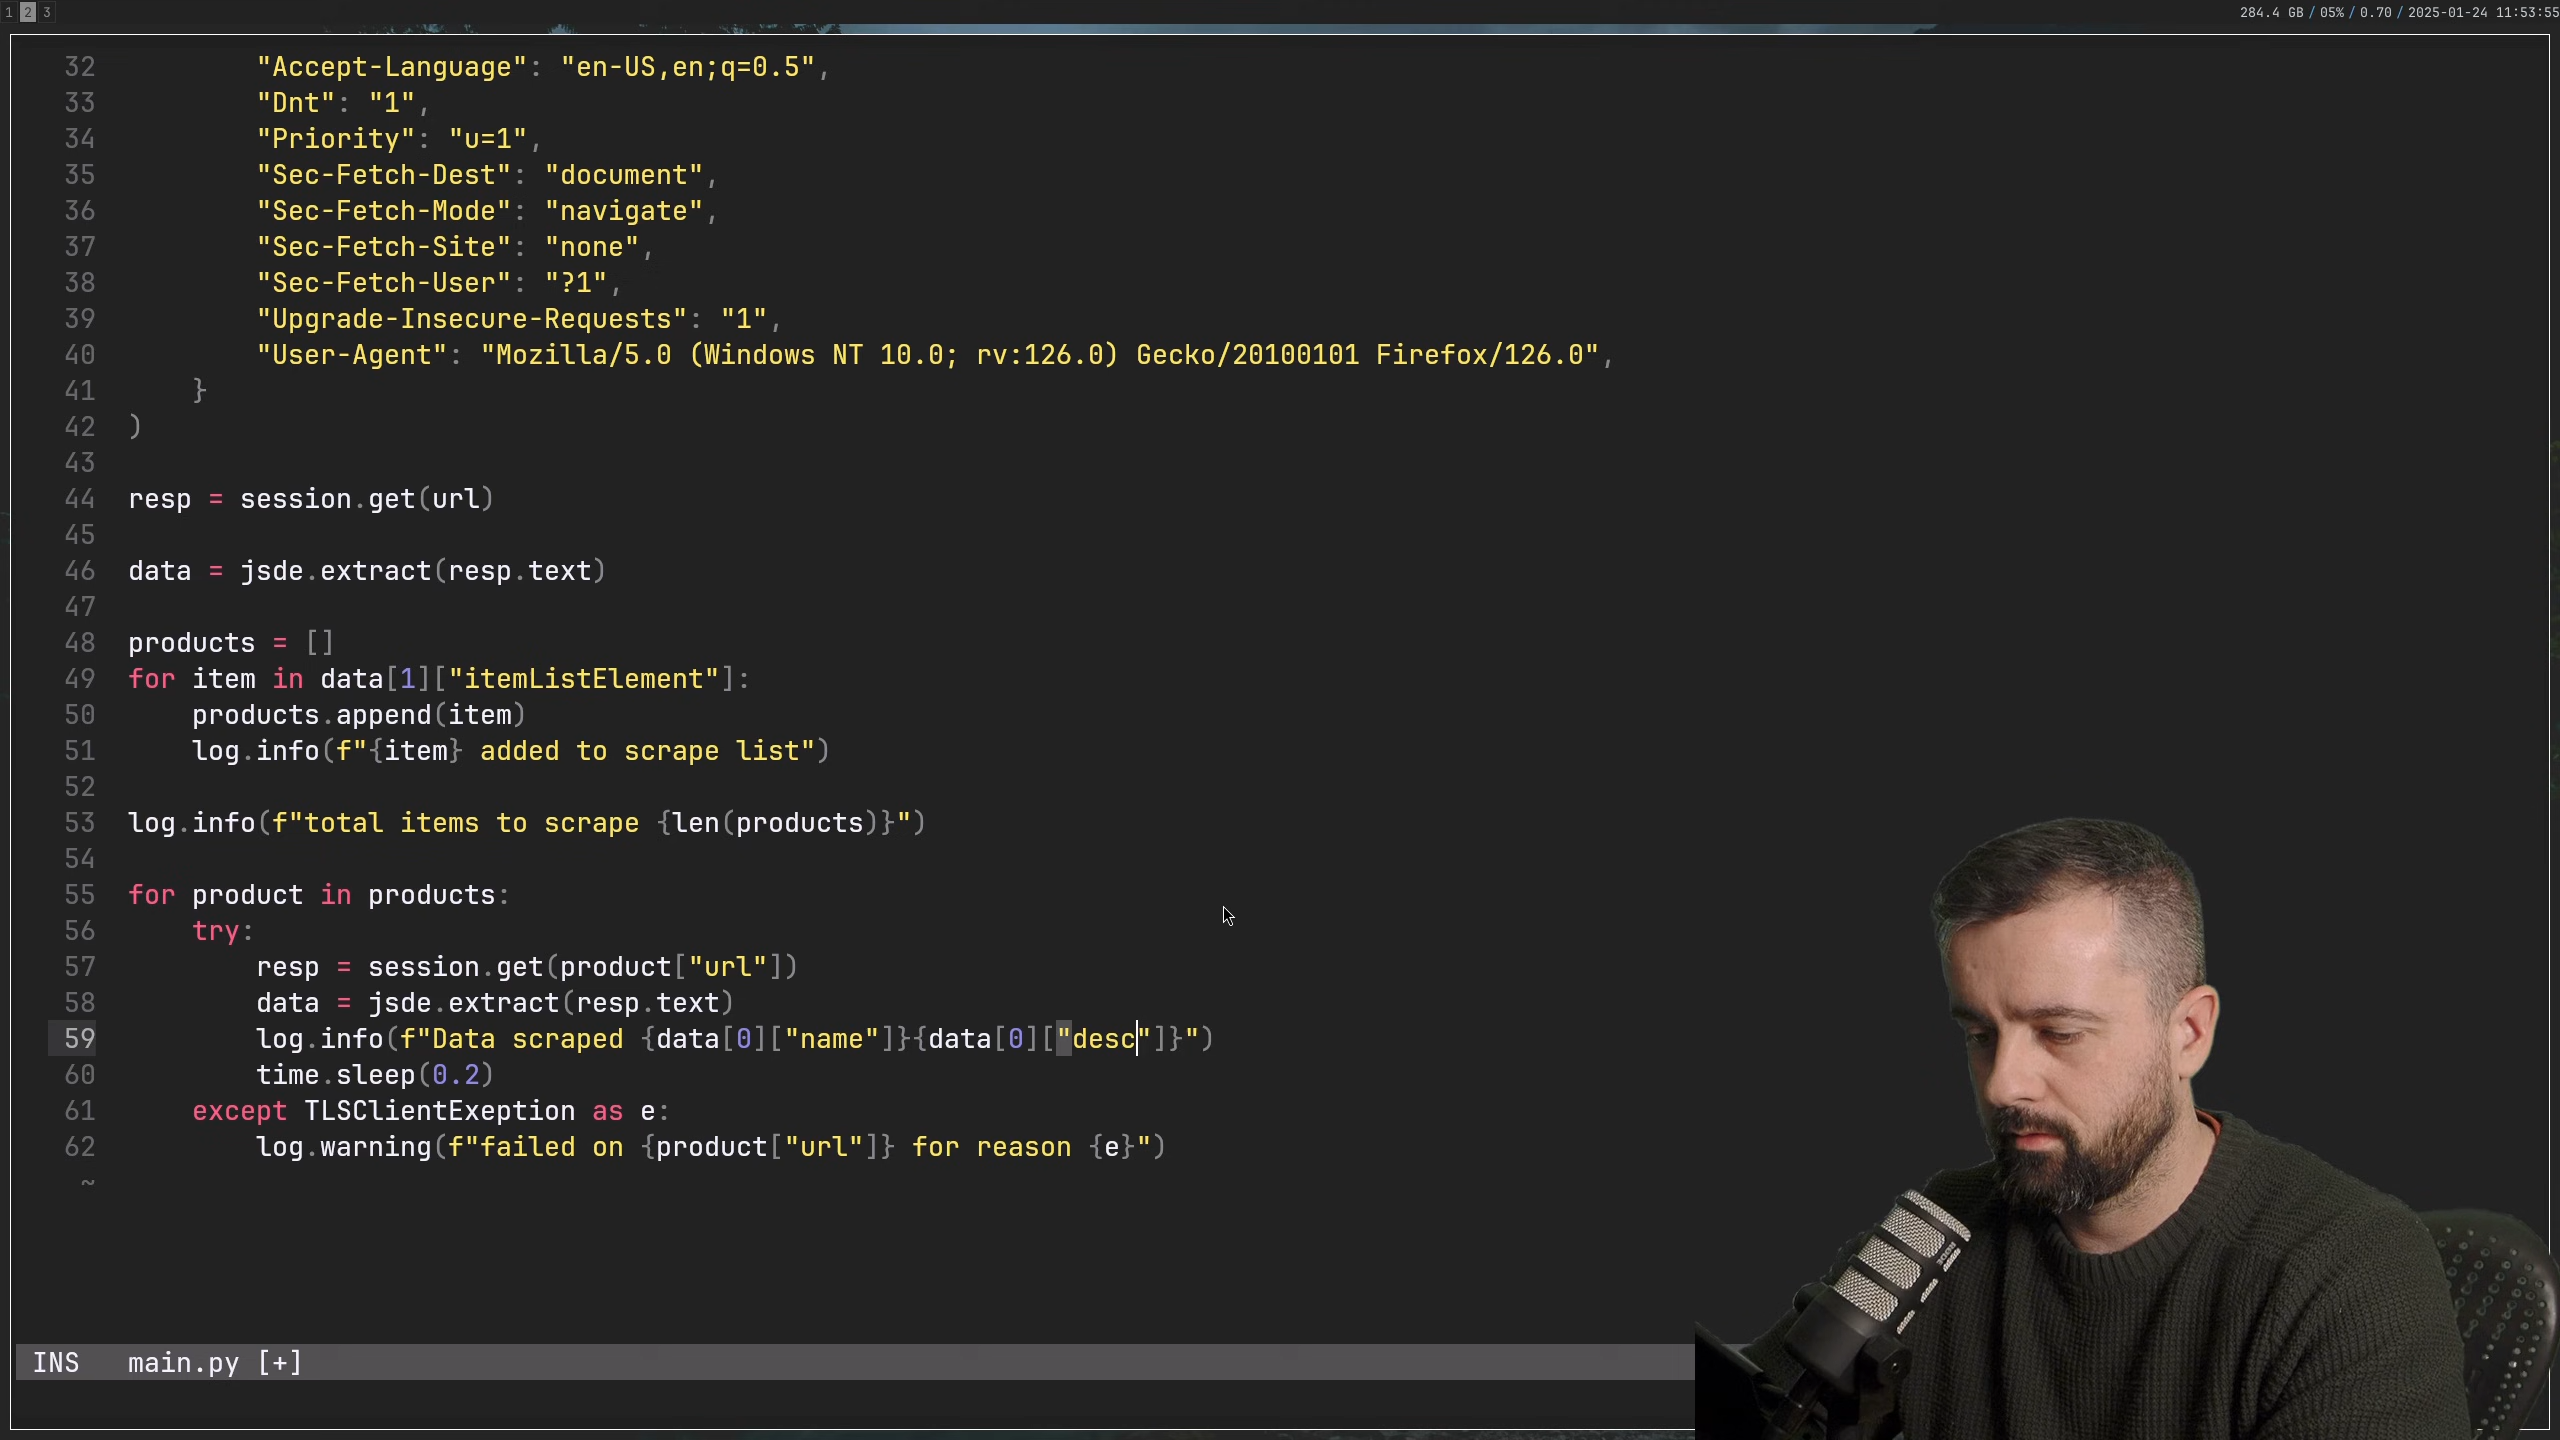 1 2 3
284.4 GB / 05% / 0.70 / 2025-01-24 11:53:55
32 "Accept-Language": "en-US,en;q=0.5",
33 "Dnt": "1",
34 "Priority": "u=1",
35 "Sec-Fetch-Dest": "document",
36 "Sec-Fetch-Mode": "navigate",
37 "Sec-Fetch-Site": "none",
38 "Sec-Fetch-User": "?1",
39 "Upgrade-Insecure-Requests": "1",
40 "User-Agent": "Mozilla/5.0 (Windows NT 10.0; rv:126.0) Gecko/20100101 Firefox/126.0",
41 }
42 )
43
44 resp = session.get(url)
45
46 data = jsde.extract(resp.text)
47
48 products = []
49 for item in data[1]["itemListElement"]:
50 products.append(item)
51 log.info(f"{item} added to scrape list")
52
53 log.info(f"total items to scrape {len(products)}")
54
55 for product in products:
56 try:
57 resp = session.get(product["url"])
58 data = jsde.extract(resp.text)
59 log.info(f"Data scraped {data[0]["name"]}{data[0]["desc"]}")
60 time.sleep(0.2)
61 except TLSClientExeption as e:
62 log.warning(f"failed on {product["url"]} for reason {e}")
~
INS main.py [+]